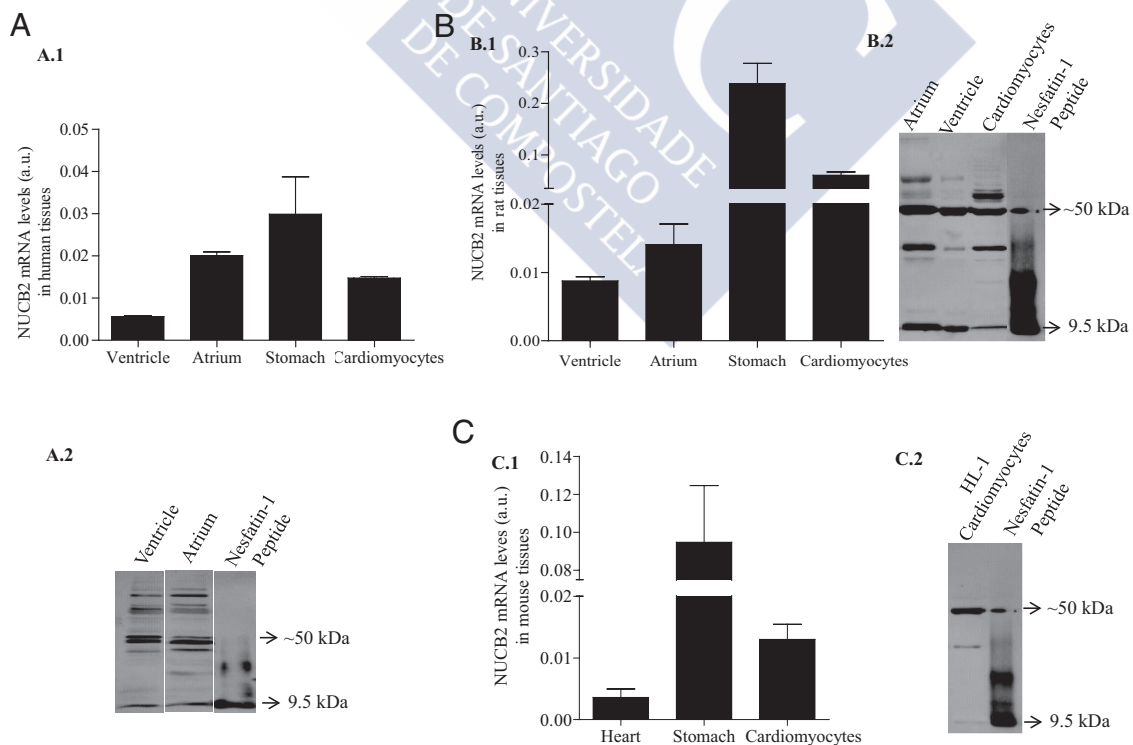 A
A.1
NUCB2 mRNA levels (a.u.)
in human tissues
0.05
0.04
0.03
0.02
0.01
0.00
Ventricle Atrium Stomach Cardiomyocytes
UNIVERSIDADE
DE SANTIAGO
DE COMPOSTELA
B
B.1
NUCB2 mRNA levels (a.u.)
in rat tissues
0.3
0.2
0.1
0.02
0.01
0.00
Ventricle Atrium Stomach Cardiomyocytes
B.2
Atrium
Ventricle
Cardiomyocytes
Nesfatin-1
Peptide
~50 kDa
9.5 kDa
A.2
Ventricle
Atrium
Nesfatin-1
Peptide
~50 kDa
9.5 kDa
C
C.1
NUCB2 mRNA leves (a.u.)
in mouse tissues
0.14
0.12
0.10
0.08
0.02
0.01
0.00
Heart Stomach Cardiomyocytes
C.2
HL-1
Cardiomyocytes
Nesfatin-1
Peptide
~50 kDa
9.5 kDa